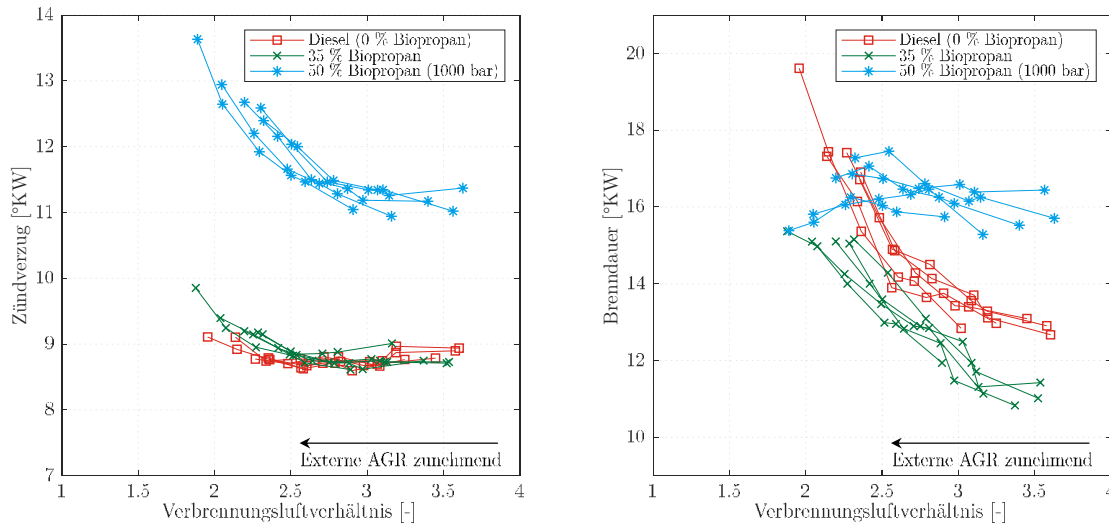 14
13
12
11
10
9
8
7
Zündverzug [°KW]
Diesel (0 % Biopropan)
35 % Biopropan
50 % Biopropan (1000 bar)
Externe AGR zunehmend
1 1.5 2 2.5 3 3.5 4
Verbrennungsluftverhältnis [-]
20
18
16
14
12
10
Brenndauer [°KW]
Diesel (0 % Biopropan)
35 % Biopropan
50 % Biopropan (1000 bar)
Externe AGR zunehmend
1 1.5 2 2.5 3 3.5 4
Verbrennungsluftverhältnis [-]